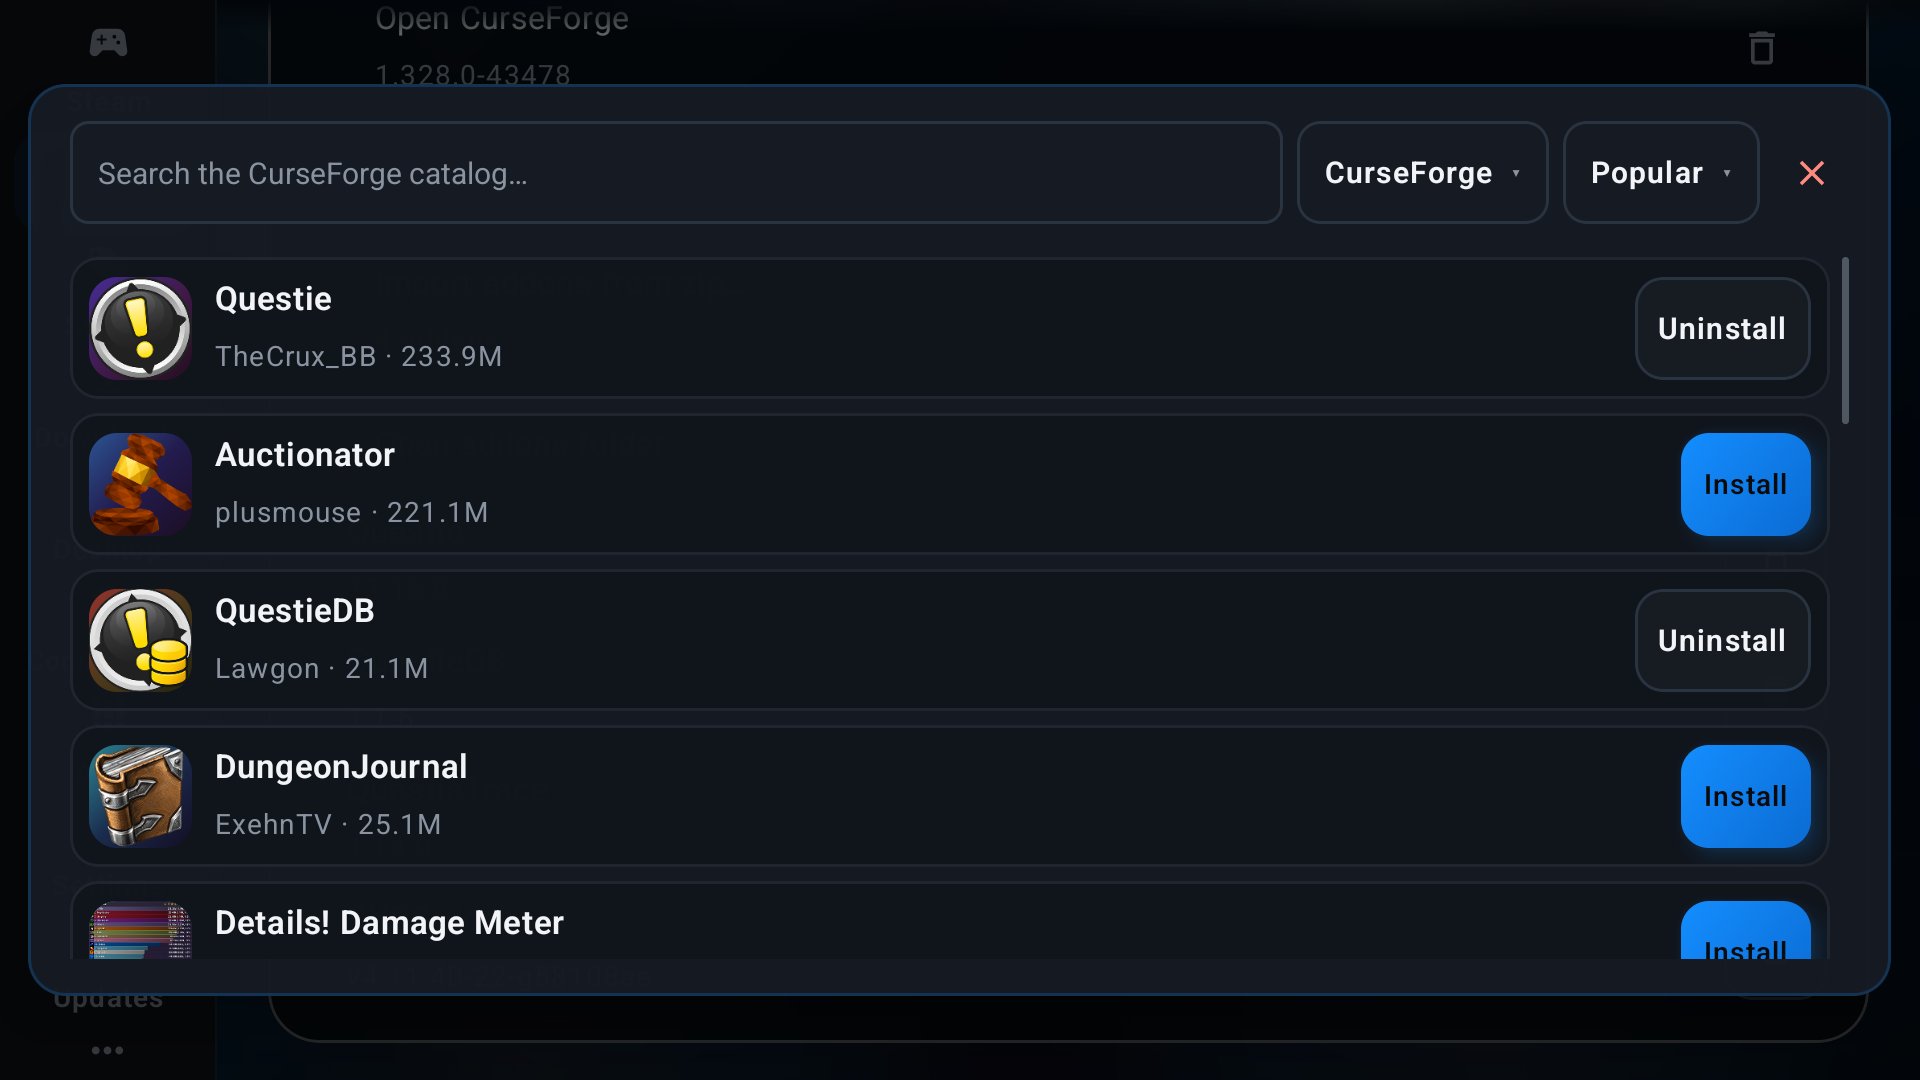 Open CurseForge
1.328.0-43478
Steam
Search the CurseForge catalog...
CurseForge
Popular
Questie
TheCrux_BB · 233.9M
Uninstall
Auctionator
plusmouse · 221.1M
Install
QuestieDB
Lawgon · 21.1M
Uninstall
DungeonJournal
ExehnTV · 25.1M
Install
Details! Damage Meter
Install
Updates